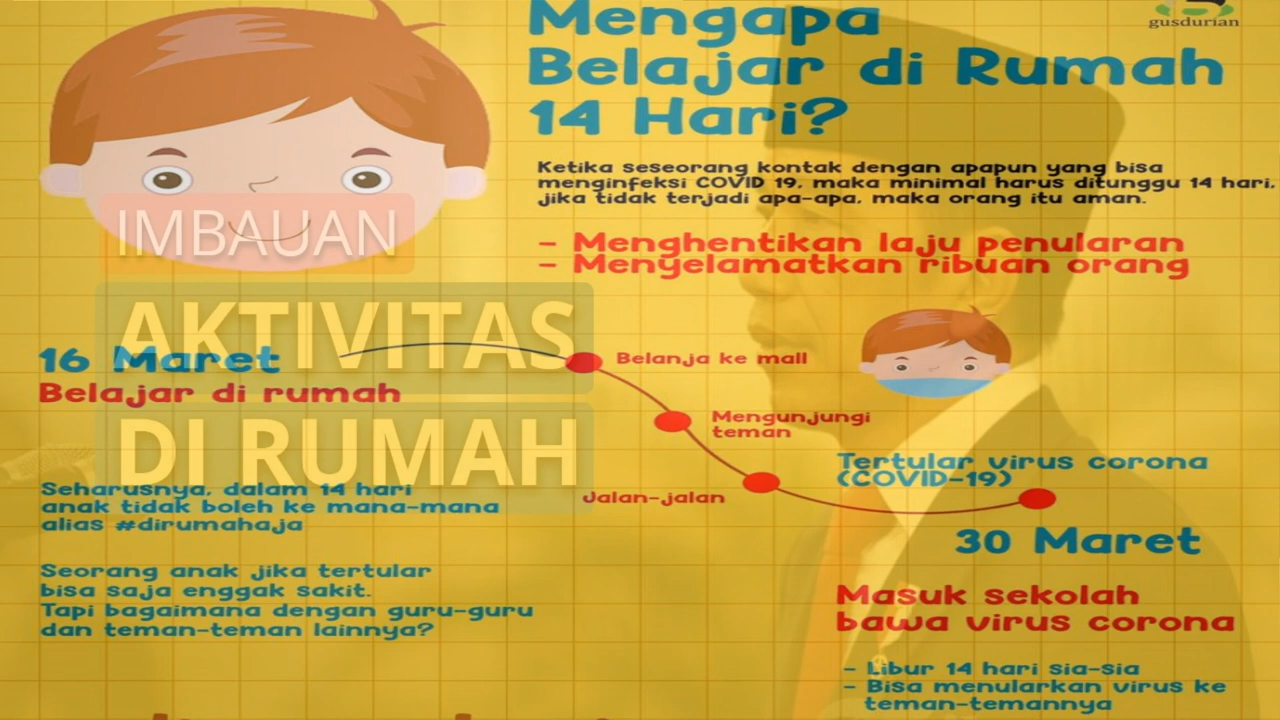 gusdurian
Mengapa
Belajar di Rumah
14 Hari?
Ketika seseorang kontak dengan apapun yang bisa
menginfeksi COVID 19, maka minimal harus ditunggu 14 hari,
jika tidak terjadi apa-apa, maka orang itu aman.
- Menghentikan laju penularan
- Menyelamatkan ribuan orang
IMBAUAN
AKTIVITAS
DI RUMAH
16 Maret
Belajar di rumah
Seharusnya, dalam 14 hari
anak tidak boleh ke mana-mana
alias #dirumahaja
Seorang anak jika tertular
bisa saja enggak sakit.
Tapi bagaimana dengan guru-guru
dan teman-teman lainnya?
Belanja ke mall
Mengunjungi
teman
Jalan-jalan
Tertular virus corona
(COVID-19)
30 Maret
Masuk sekolah
bawa virus corona
- Libur 14 hari sia-sia
- Bisa menularkan virus ke
teman-temannya